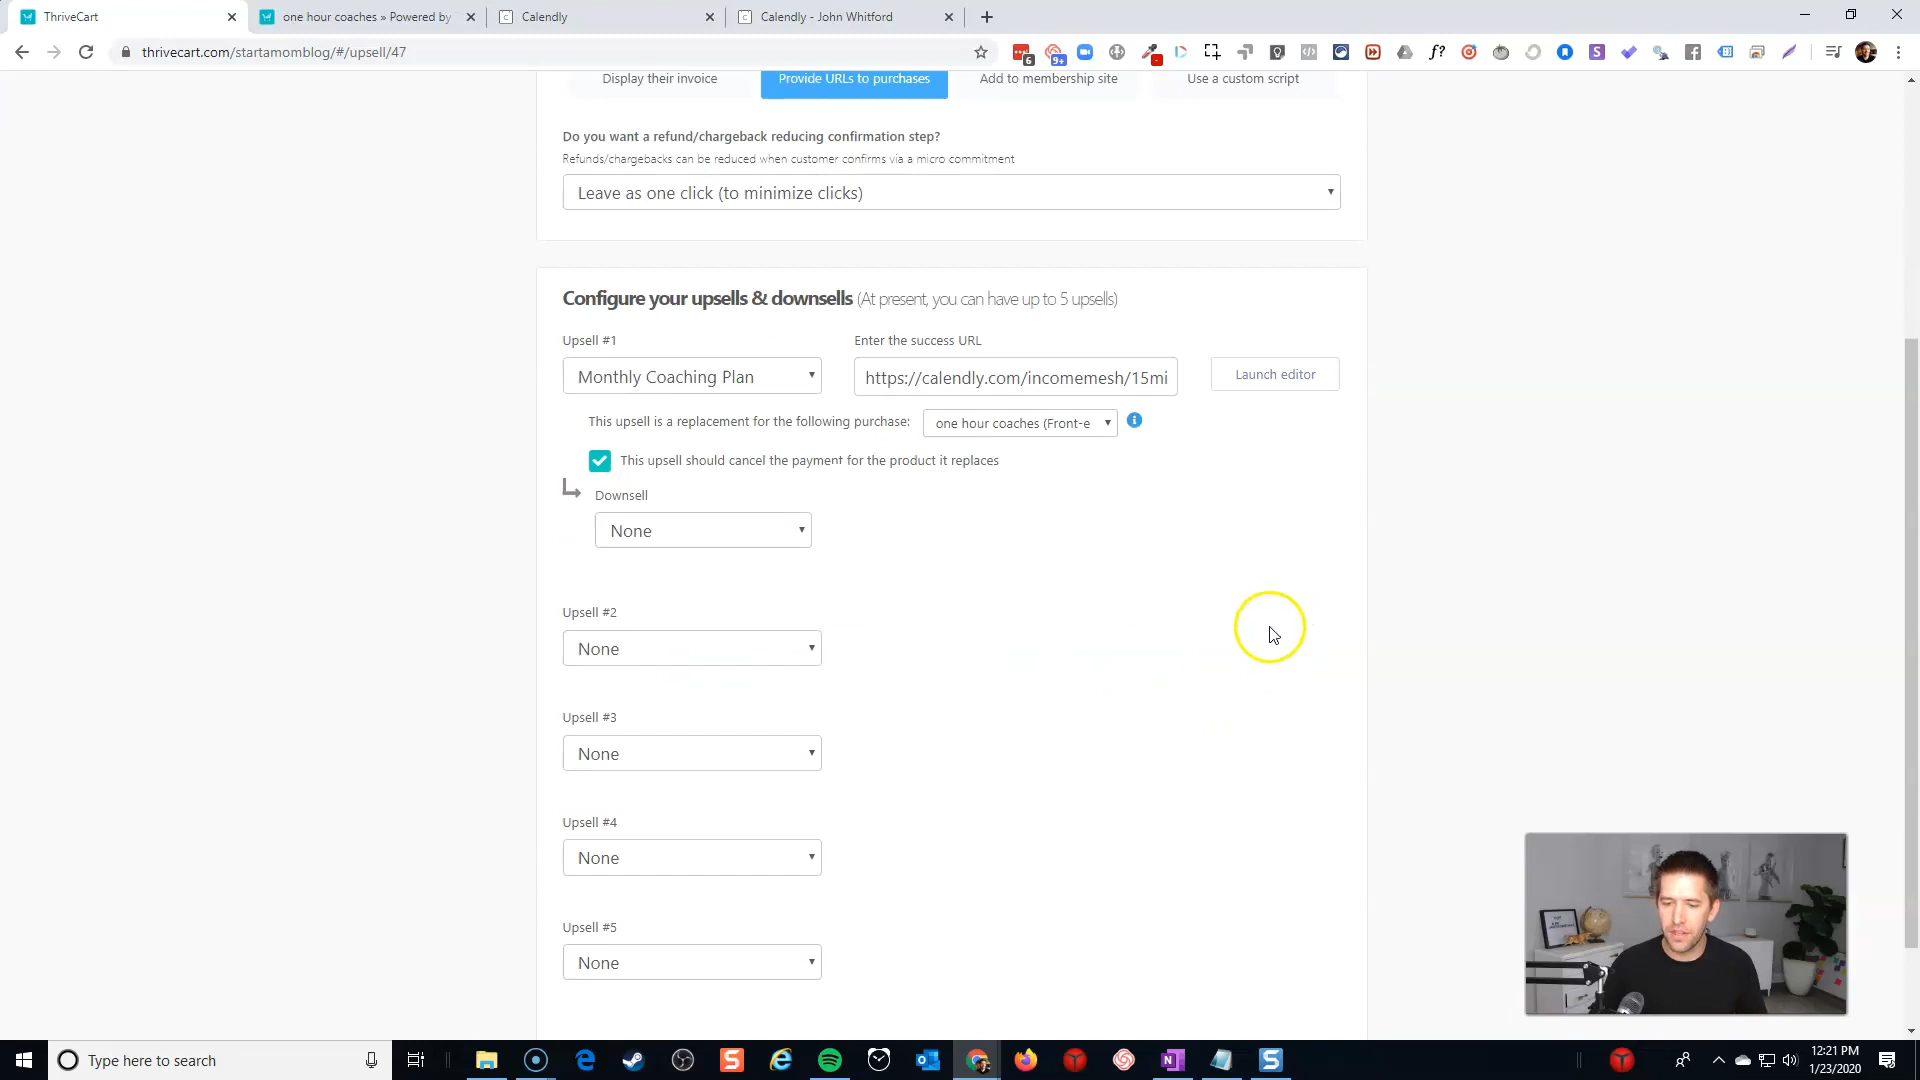 ThriveCart
one hour coaches » Powered by
Calendly
Calendly - John Whitford
thrivecart.com/startamomblog/#/upsell/47
6
9+
f?
Display their invoice
Provide URLs to purchases
Add to membership site
Use a custom script
Do you want a refund/chargeback reducing confirmation step?
Refunds/chargebacks can be reduced when customer confirms via a micro commitment
Leave as one click (to minimize clicks)
Configure your upsells & downsells (At present, you can have up to 5 upsells)
Upsell #1
Enter the success URL
Monthly Coaching Plan
https://calendly.com/incomemesh/15mi
Launch editor
This upsell is a replacement for the following purchase:
one hour coaches (Front-e
This upsell should cancel the payment for the product it replaces
Downsell
None
Upsell #2
None
Upsell #3
None
Upsell #4
None
Upsell #5
None
Type here to search
12:21 PM
1/23/2020